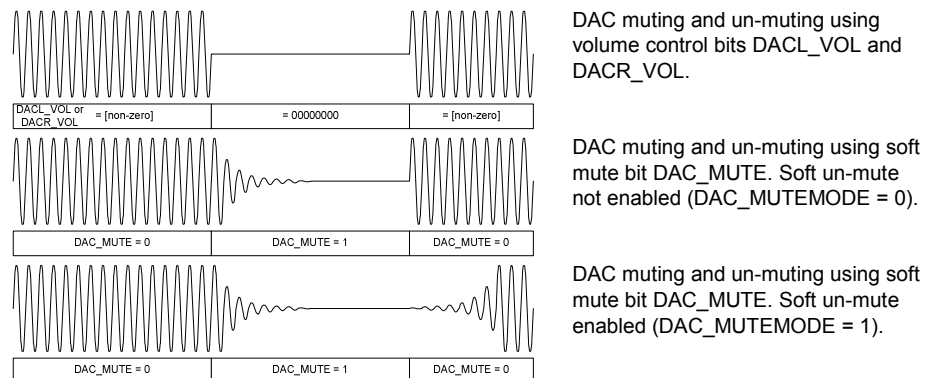 DAC muting and un-muting using
volume control bits DACL_VOL and
DACR_VOL.
DACL_VOL or
DACR_VOL
= [non-zero]
= 00000000
= [non-zero]
DAC muting and un-muting using soft
mute bit DAC_MUTE. Soft un-mute
not enabled (DAC_MUTEMODE = 0).
DAC_MUTE = 0
DAC_MUTE = 1
DAC_MUTE = 0
DAC muting and un-muting using soft
mute bit DAC_MUTE. Soft un-mute
enabled (DAC_MUTEMODE = 1).
DAC_MUTE = 0
DAC_MUTE = 1
DAC_MUTE = 0